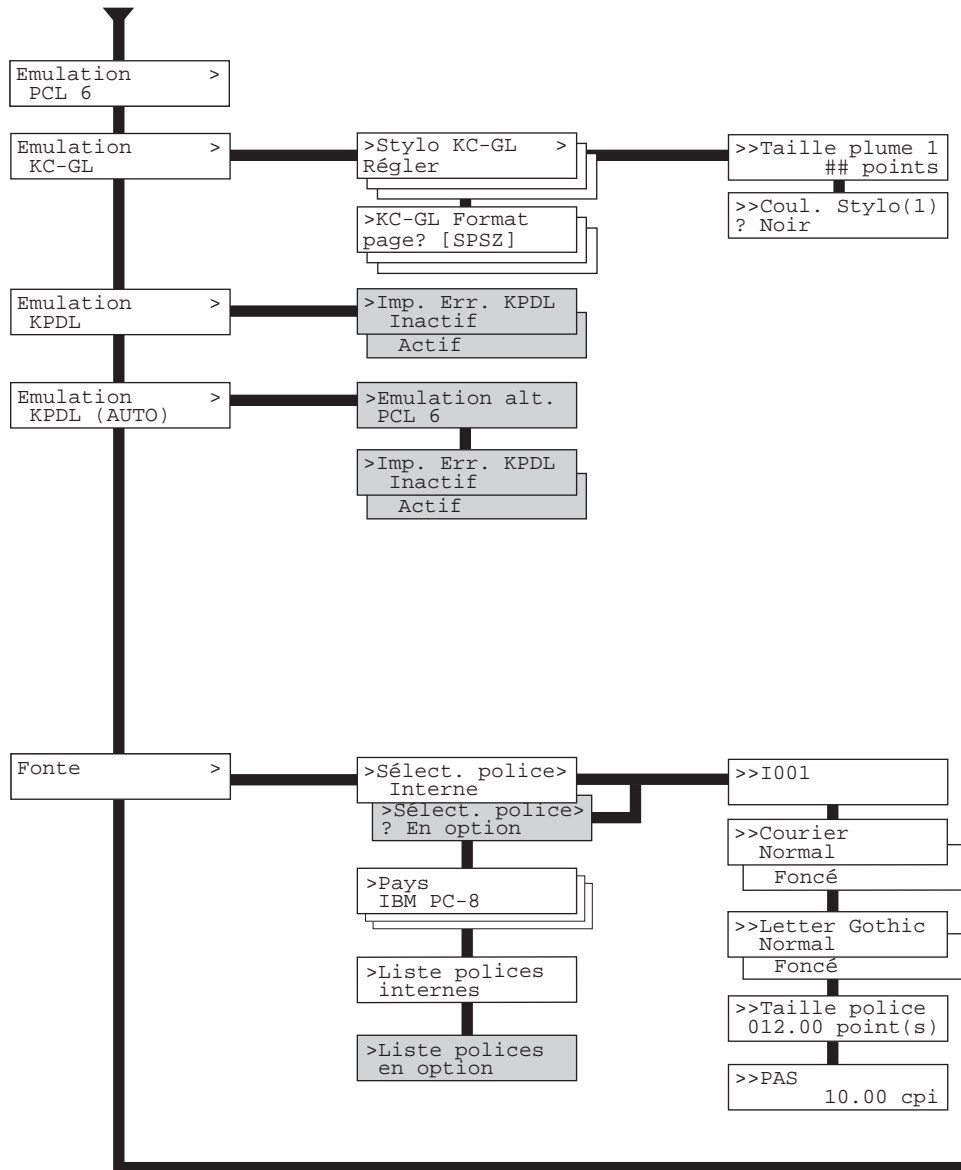 Emulation >
PCL 6
Emulation >
KC-GL
>Stylo KC-GL >
Régler
>KC-GL Format
page? [SPSZ]
>>Taille plume 1
## points
>>Coul. Stylo(1)
? Noir
Emulation >
KPDL
>Imp. Err. KPDL
Inactif
Actif
Emulation >
KPDL (AUTO)
>Emulation alt.
PCL 6
>Imp. Err. KPDL
Inactif
Actif
Fonte >
>Sélect. police>
Interne
>Sélect. police>
? En option
>Pays
IBM PC-8
>Liste polices
internes
>Liste polices
en option
>>I001
>>Courier
Normal
Foncé
>>Letter Gothic
Normal
Foncé
>>Taille police
012.00 point(s)
>>PAS
10.00 cpi